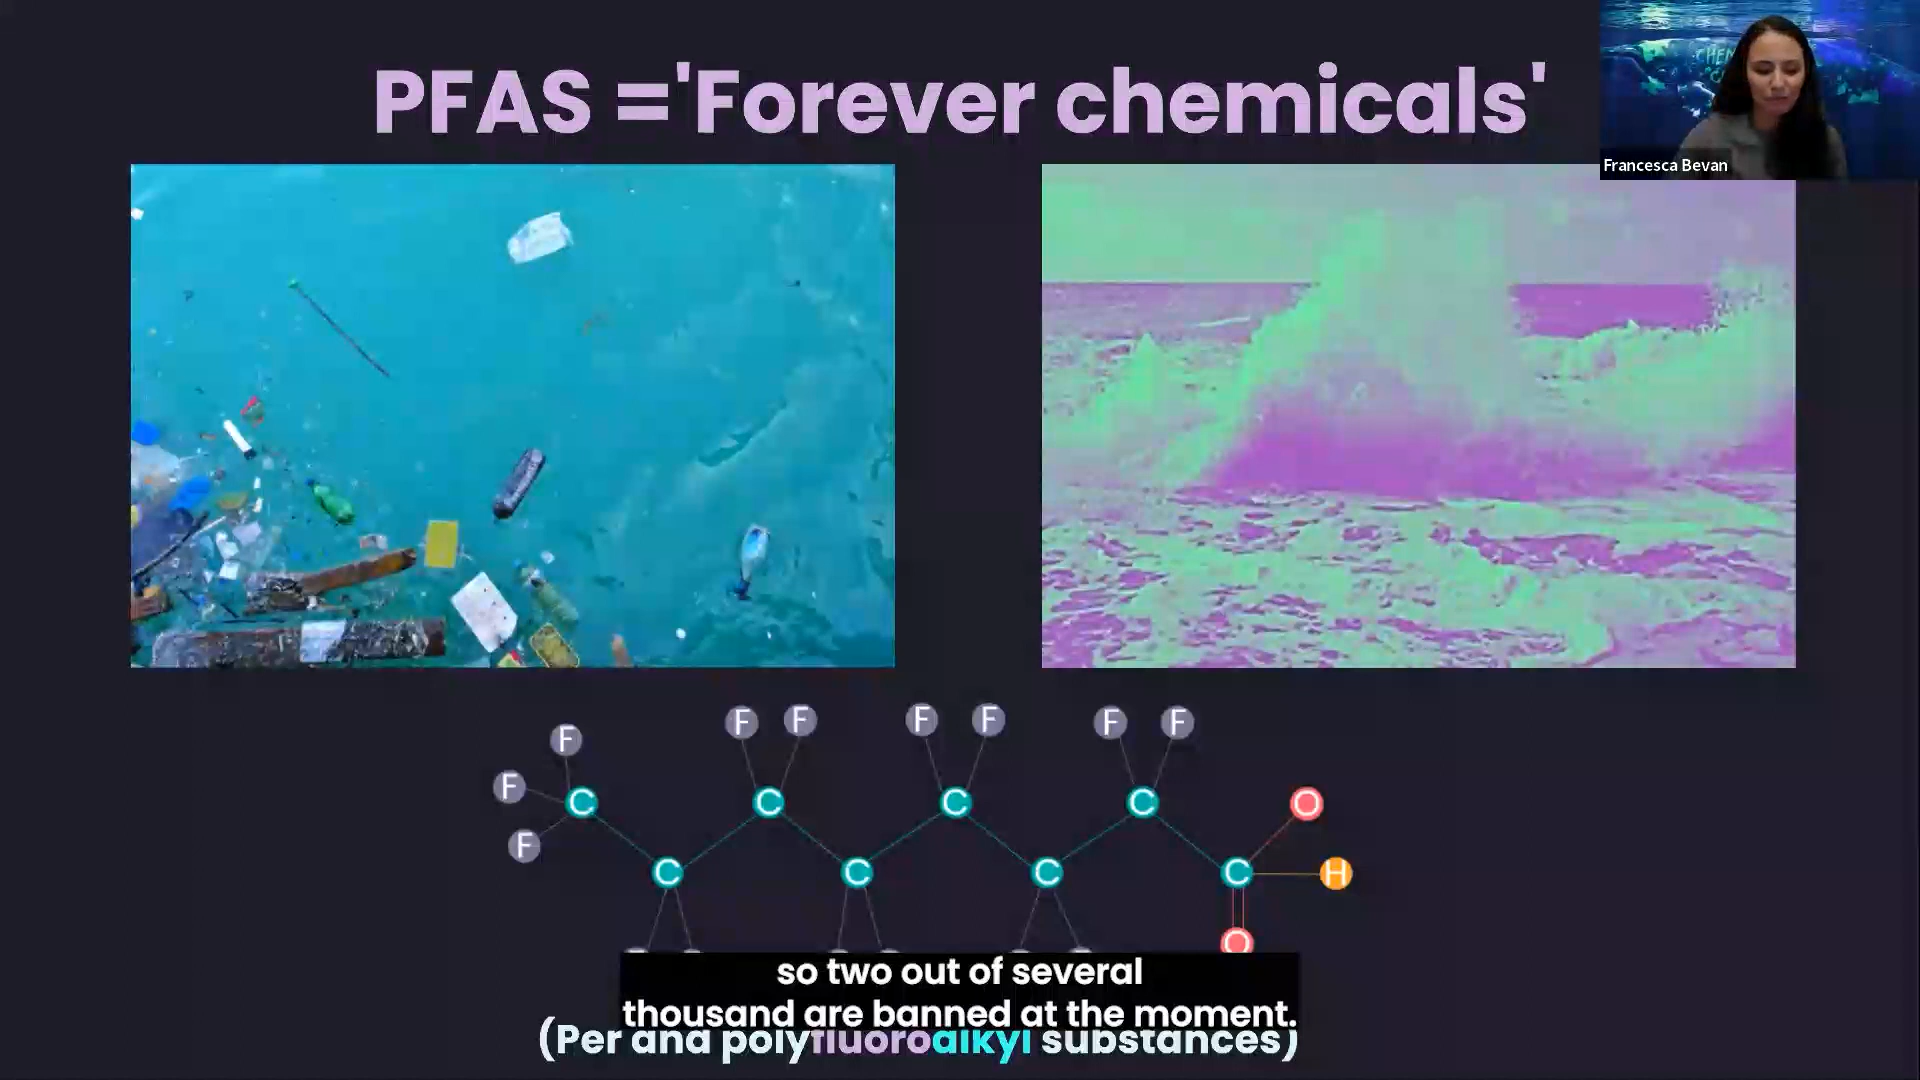 PFAS ='Forever chemicals'
CHEM
Francesca Bevan
F F F F F F
F
F
C C C C O
F
C C C C H
O
so two out of several
thousand are banned at the moment.
(Per and polyfluoroalkyl substances)